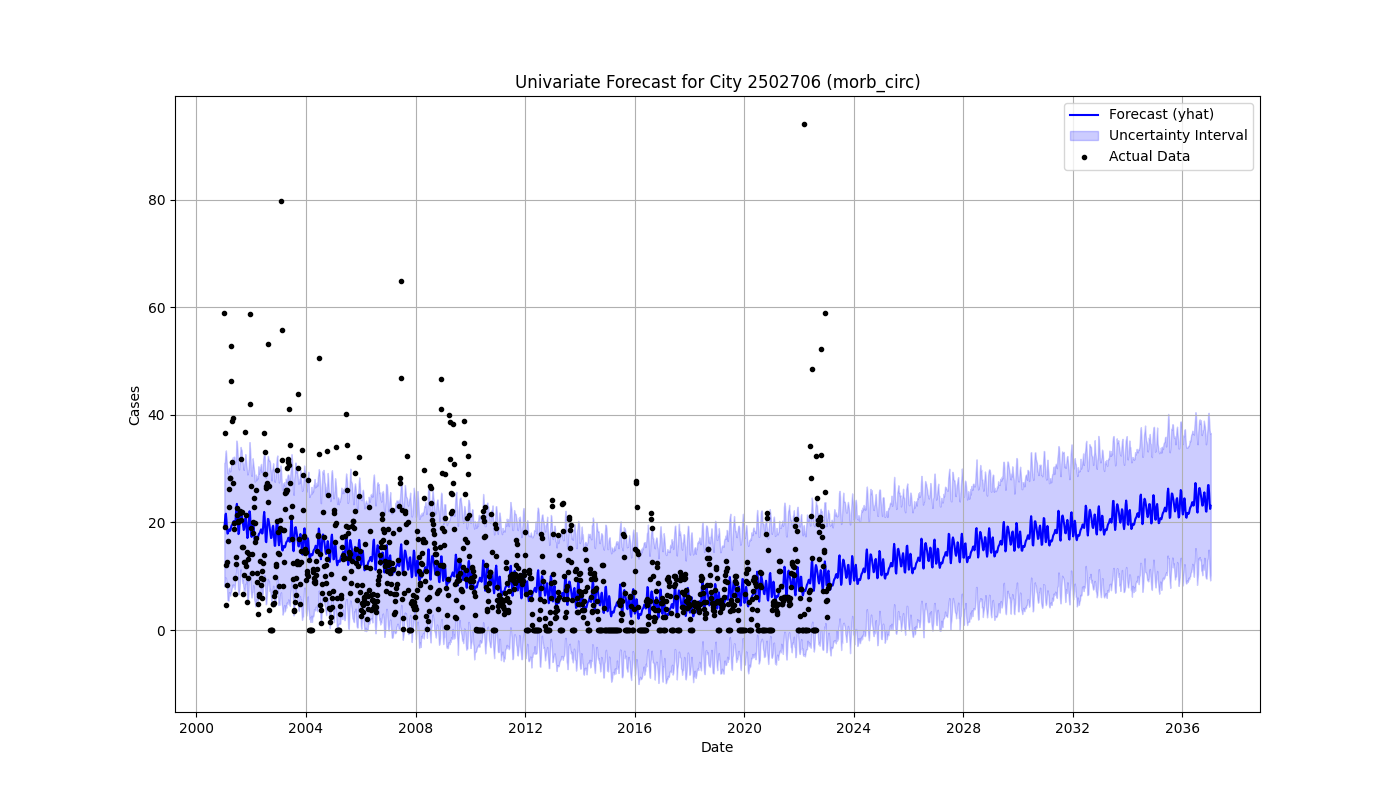 Univariate Forecast for City 2502706 (morb_circ)
Forecast (yhat)
Uncertainty Interval
Actual Data
Cases
80
60
40
20
0
2000 2004 2008 2012 2016 2020 2024 2028 2032 2036
Date